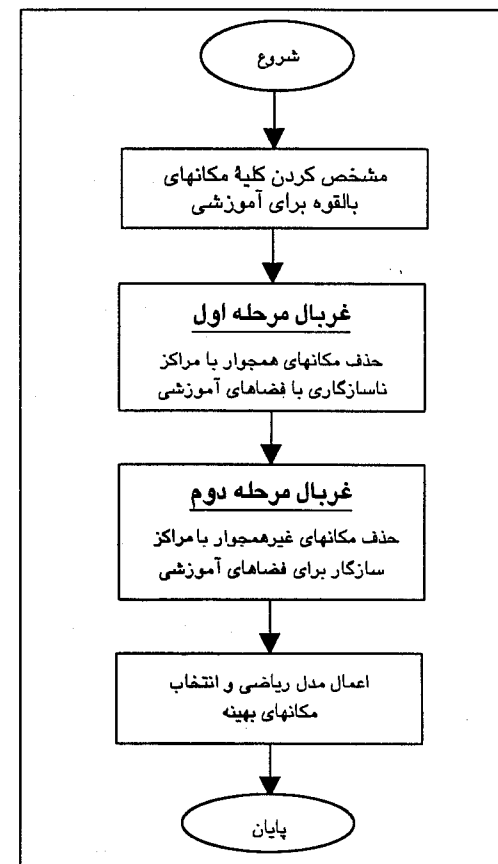 شروع
مشخص کردن کلیهٔ مکانهای
بالقوه برای آموزشی
غربال مرحله اول
حذف مکانهای همجوار با مراکز
ناسازگاری با فضاهای آموزشی
غربال مرحله دوم
حذف مکانهای غیرهمجوار با مراکز
سازگار برای فضاهای آموزشی
اعمال مدل ریاضی و انتخاب
مکانهای بهینه
پایان